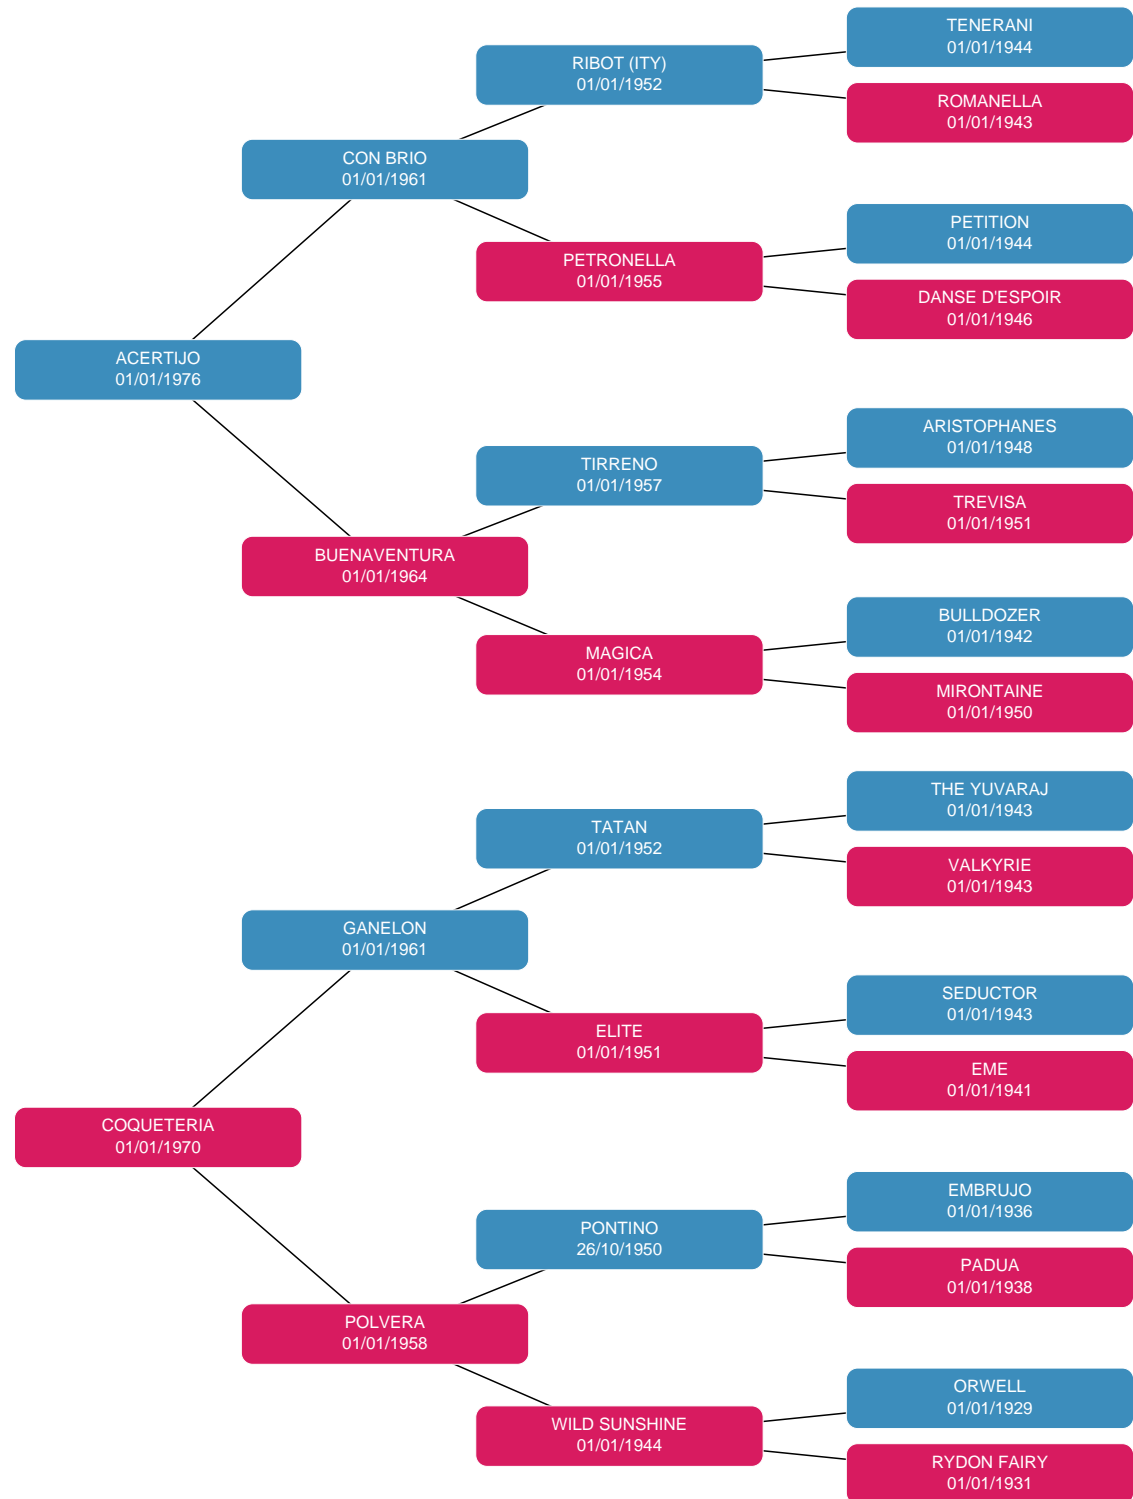 TENERANI
01/01/1944
RIBOT (ITY)
01/01/1952
ROMANELLA
01/01/1943
CON BRIO
01/01/1961
PETITION
01/01/1944
PETRONELLA
01/01/1955
DANSE D'ESPOIR
01/01/1946
ACERTIJO
01/01/1976
ARISTOPHANES
01/01/1948
TIRRENO
01/01/1957
TREVISA
01/01/1951
BUENAVENTURA
01/01/1964
BULLDOZER
01/01/1942
MAGICA
01/01/1954
MIRONTAINE
01/01/1950
THE YUVARAJ
01/01/1943
TATAN
01/01/1952
VALKYRIE
01/01/1943
GANELON
01/01/1961
SEDUCTOR
01/01/1943
ELITE
01/01/1951
EME
01/01/1941
COQUETERIA
01/01/1970
EMBRUJO
01/01/1936
PONTINO
26/10/1950
PADUA
01/01/1938
POLVERA
01/01/1958
ORWELL
01/01/1929
WILD SUNSHINE
01/01/1944
RYDON FAIRY
01/01/1931